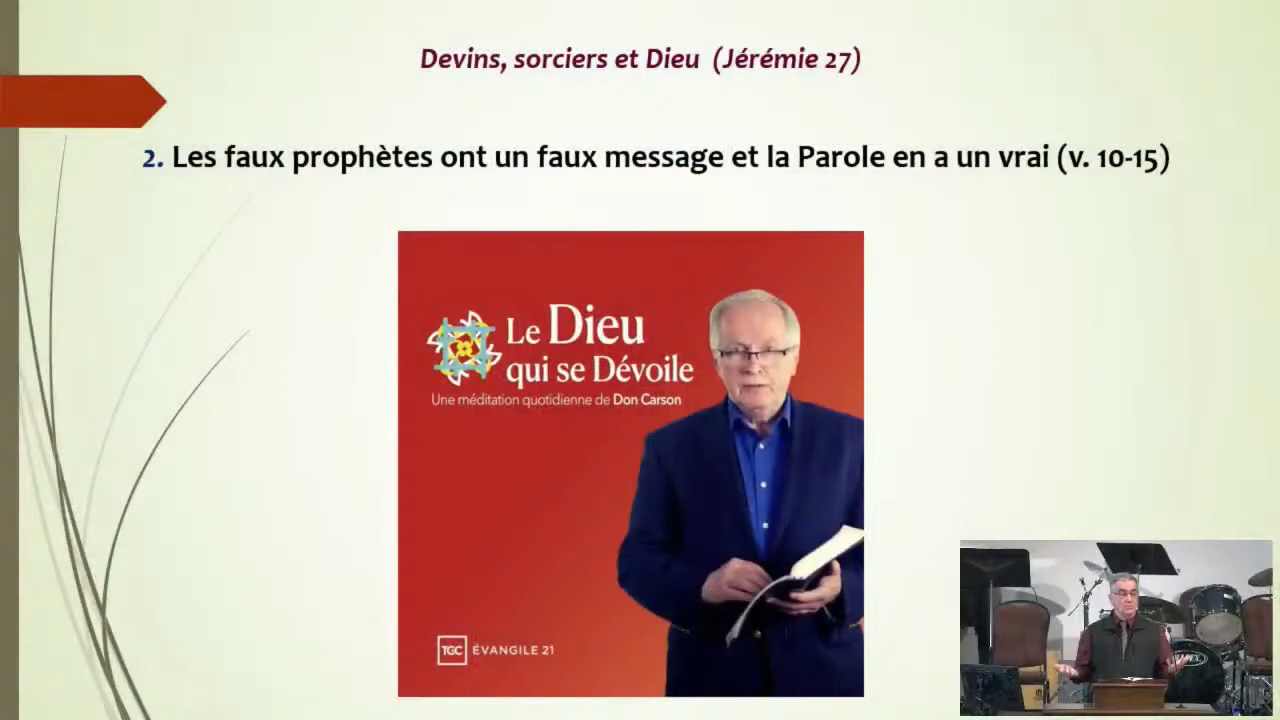 Devins, sorciers et Dieu (Jérémie 27)
2. Les faux prophètes ont un faux message et la Parole en a un vrai (v. 10-15)
Le Dieu
qui se Dévoile
Une méditation quotidienne de Don Carson
TGC ÉVANGILE 21